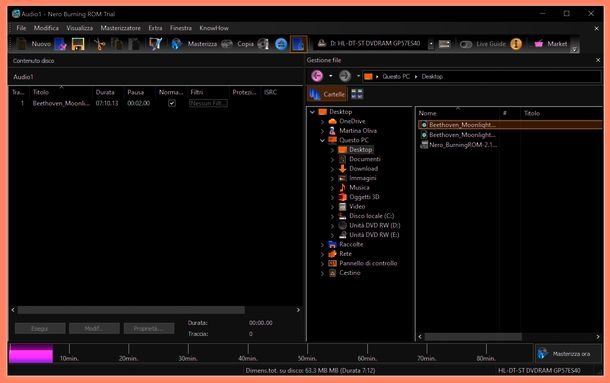 Audio1 - Nero Burning ROM Trial
File Modifica Visualizza Masterizzatore Extra Finestra KnowHow
Nuovo Masterizza Copia D: HL-DT-ST DVDRAM GP57ES40 Live Guide Market
Contenuto disco
Gestione file
Audio1
Questo PC Desktop
Cartelle
Tra... Titolo Durata Pausa Norma... Filtri Protezi... ISRC
1 Beethoven_Moonli... 07:10.13 00:02.00 [Nessun Filt...
Nome # Titolo
Desktop
OneDrive
Martina Oliva
Questo PC
Desktop
Documenti
Download
Immagini
Musica
Oggetti 3D
Video
Disco locale (C:)
Unità DVD RW (D:)
Unità DVD RW (E:)
Raccolte
Rete
Pannello di controllo
Cestino
Beethoven_Moonlight...
Beethoven_Moonlight...
Nero_BurningROM-2.1...
Esegui Modif... Proprietà...
Durata: 00:00.00
Traccia: 0
10min. 20min. 30min. 40min. 50min. 60min. 70min. 80min.
Masterizza ora
Dimens.tot. su disco: 63.3 MB MB (Durata 7:12)
HL-DT-ST DVDRAM GP57ES40